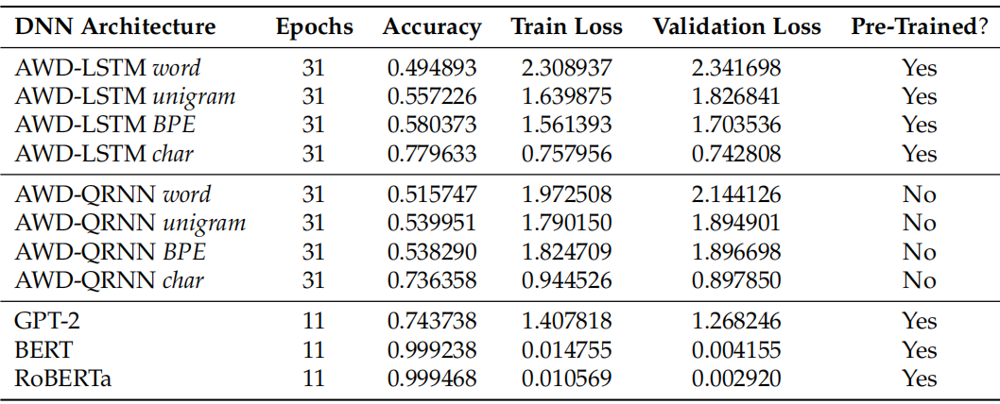 DNN Architecture Epochs Accuracy Train Loss Validation Loss Pre-Trained?
AWD-LSTM word 31 0.494893 2.308937 2.341698 Yes
AWD-LSTM unigram 31 0.557226 1.639875 1.826841 Yes
AWD-LSTM BPE 31 0.580373 1.561393 1.703536 Yes
AWD-LSTM char 31 0.779633 0.757956 0.742808 Yes
AWD-QRNN word 31 0.515747 1.972508 2.144126 No
AWD-QRNN unigram 31 0.539951 1.790150 1.894901 No
AWD-QRNN BPE 31 0.538290 1.824709 1.896698 No
AWD-QRNN char 31 0.736358 0.944526 0.897850 No
GPT-2 11 0.743738 1.407818 1.268246 Yes
BERT 11 0.999238 0.014755 0.004155 Yes
RoBERTa 11 0.999468 0.010569 0.002920 Yes